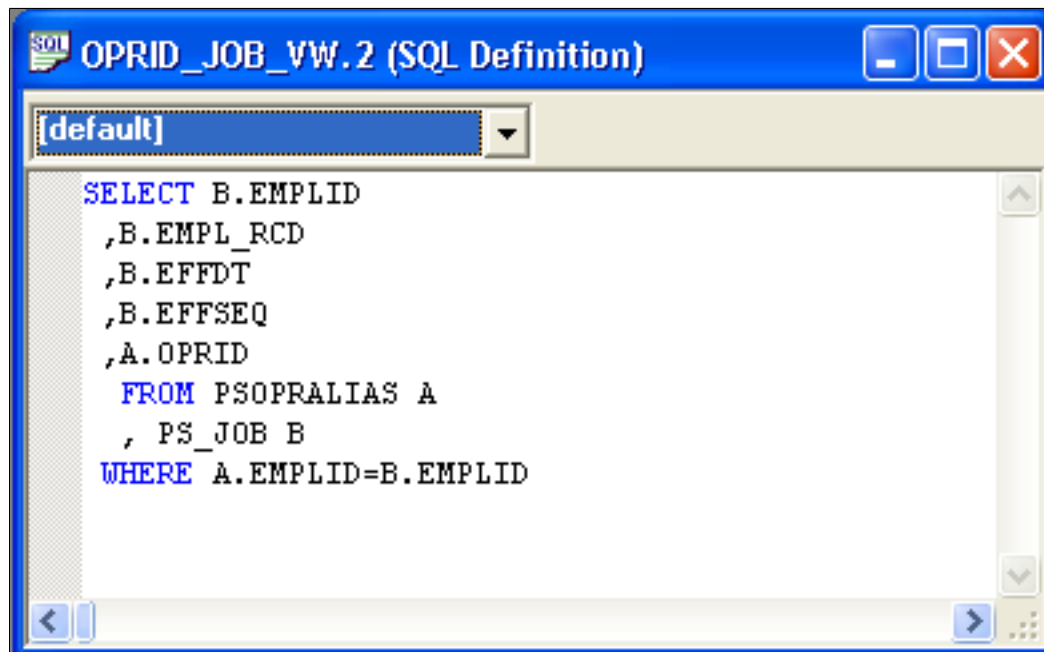 OPRID_JOB_VW.2 (SQL Definition)
[default]
SELECT B.EMPLID
,B.EMPL_RCD
,B.EFFDT
,B.EFFSEQ
,A.OPRID
FROM PSOPRALIAS A
, PS_JOB B
WHERE A.EMPLID=B.EMPLID